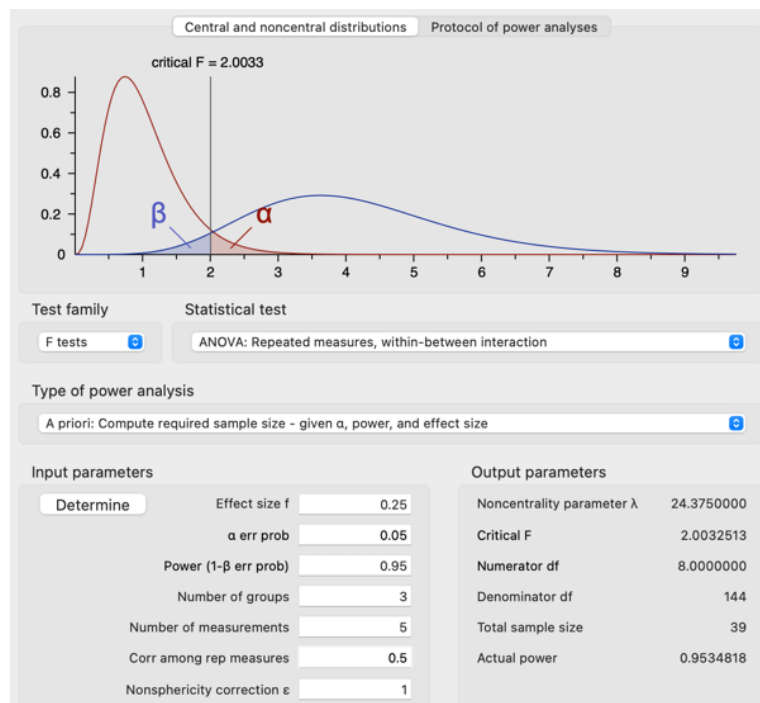 Central and noncentral distributions Protocol of power analyses
critical F = 2.0033
0.8
0.6
0.4
0.2
0
β α
1 2 3 4 5 6 7 8 9
Test family Statistical test
F tests ANOVA: Repeated measures, within-between interaction
Type of power analysis
A priori: Compute required sample size - given α, power, and effect size
Input parameters Output parameters
Determine Effect size f 0.25 Noncentrality parameter λ 24.3750000
α err prob 0.05 Critical F 2.0032513
Power (1-β err prob) 0.95 Numerator df 8.0000000
Number of groups 3 Denominator df 144
Number of measurements 5 Total sample size 39
Corr among rep measures 0.5 Actual power 0.9534818
Nonsphericity correction ε 1